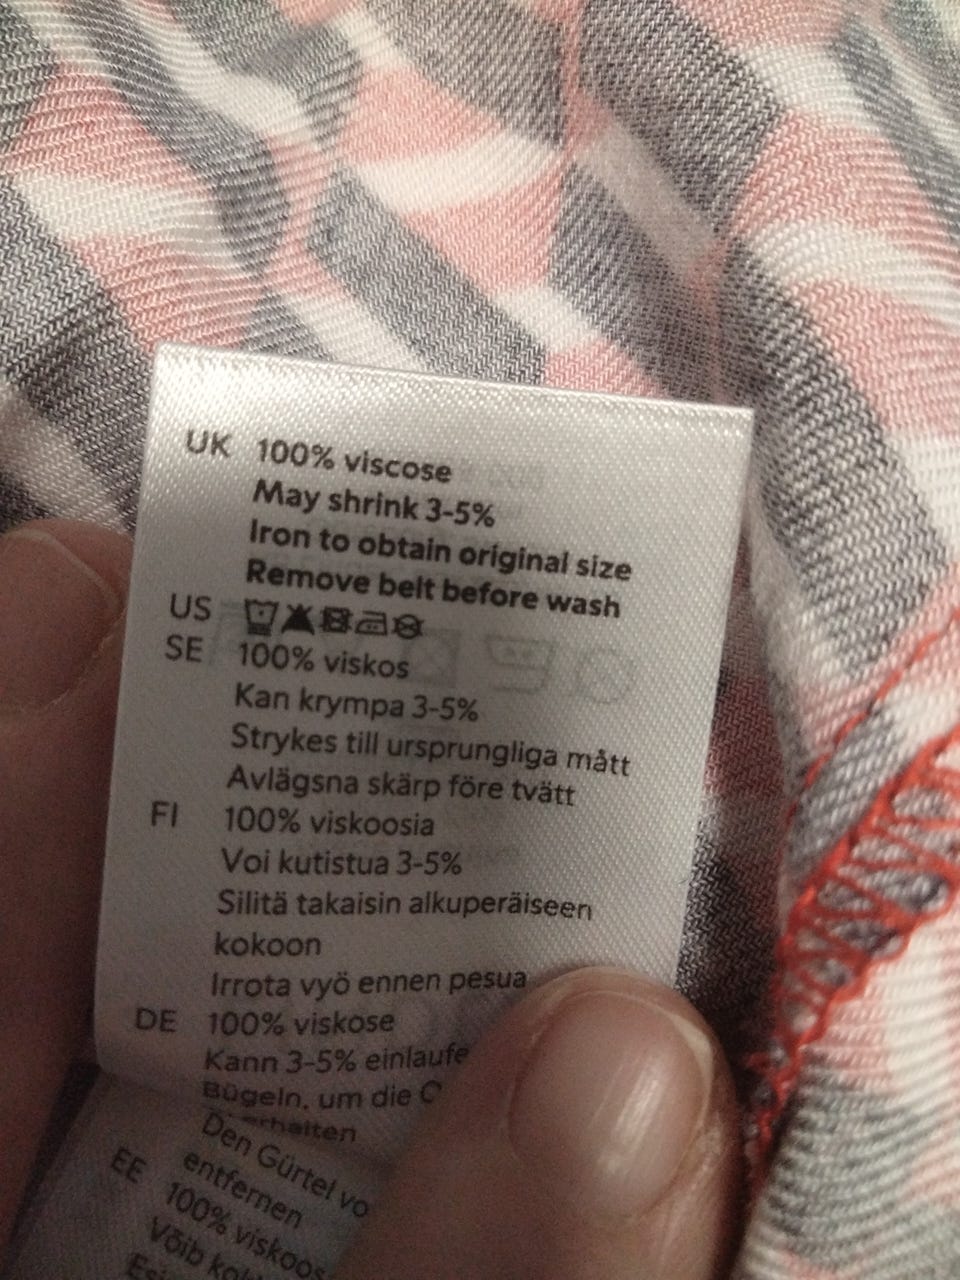 UK 100% viscose
May shrink 3-5%
Iron to obtain original size
Remove belt before wash
US
SE 100% viskos
Kan krympa 3-5%
Strykes till ursprungliga mått
Avlägsna skärp före tvätt
FI 100% viskoosia
Voi kutistua 3-5%
Silitä takaisin alkuperäiseen
kokoon
Irrota vyö ennen pesua
DE 100% viskose
Kann 3-5% einlaufe
Bügeln, um die
Den Gürtel vo
entfernen
EE 100% viskoos
Võib